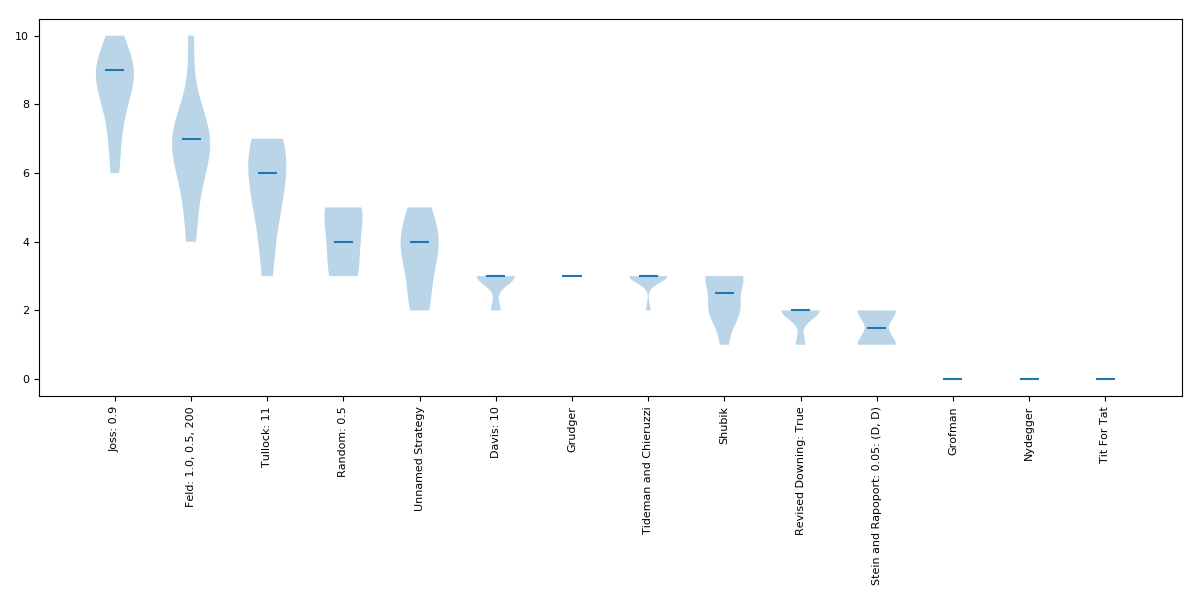 10
8
6
4
2
0
Joss: 0.9
Feld: 1.0, 0.5, 200
Tullock: 11
Random: 0.5
Unnamed Strategy
Davis: 10
Grudger
Tideman and Chieruzzi
Shubik
Revised Downing: True
Stein and Rapoport: 0.05: (D, D)
Grofman
Nydegger
Tit For Tat